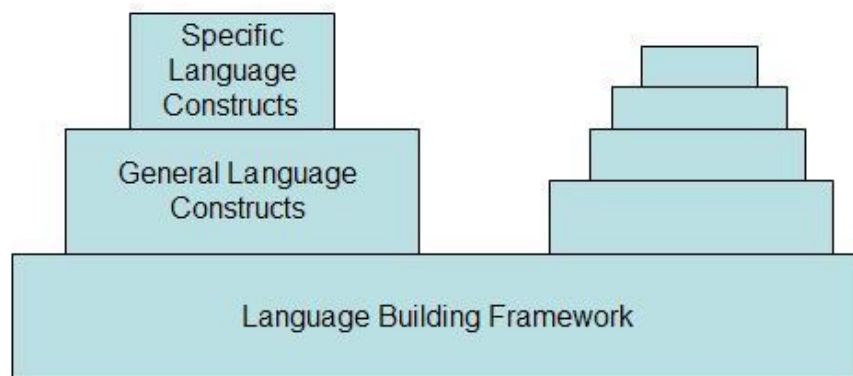 Specific
Language
Constructs
General Language
Constructs
Language Building Framework